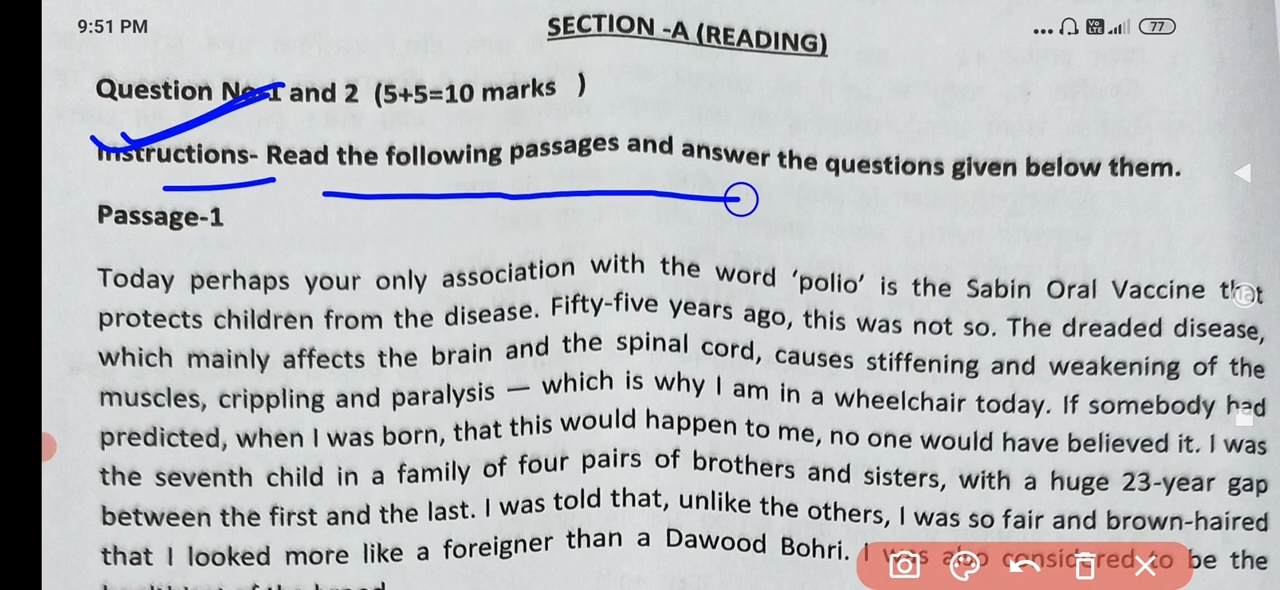 9:51 PM
77
SECTION -A (READING)
Question No-1 and 2 (5+5=10 marks )
Instructions- Read the following passages and answer the questions given below them.
Passage-1
Today perhaps your only association with the word ‘polio’ is the Sabin Oral Vaccine that
protects children from the disease. Fifty-five years ago, this was not so. The dreaded disease,
which mainly affects the brain and the spinal cord, causes stiffening and weakening of the
muscles, crippling and paralysis — which is why I am in a wheelchair today. If somebody had
predicted, when I was born, that this would happen to me, no one would have believed it. I was
the seventh child in a family of four pairs of brothers and sisters, with a huge 23-year gap
between the first and the last. I was told that, unlike the others, I was so fair and brown-haired
that I looked more like a foreigner than a Dawood Bohri. I was also considered to be the